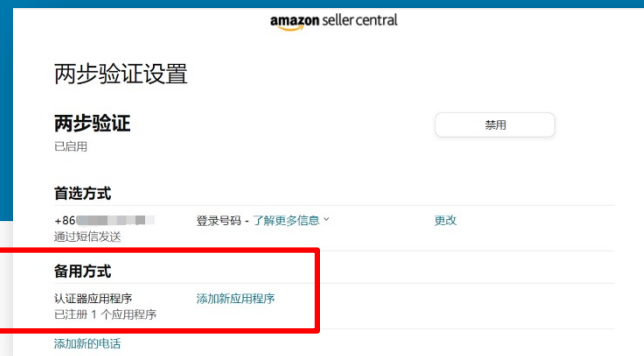 amazon seller central
两步验证设置
两步验证
禁用
已启用
首选方式
+86 登录号码 - 了解更多信息 更改
通过短信发送
备用方式
认证器应用程序 添加新应用程序
已注册 1 个应用程序
添加新的电话